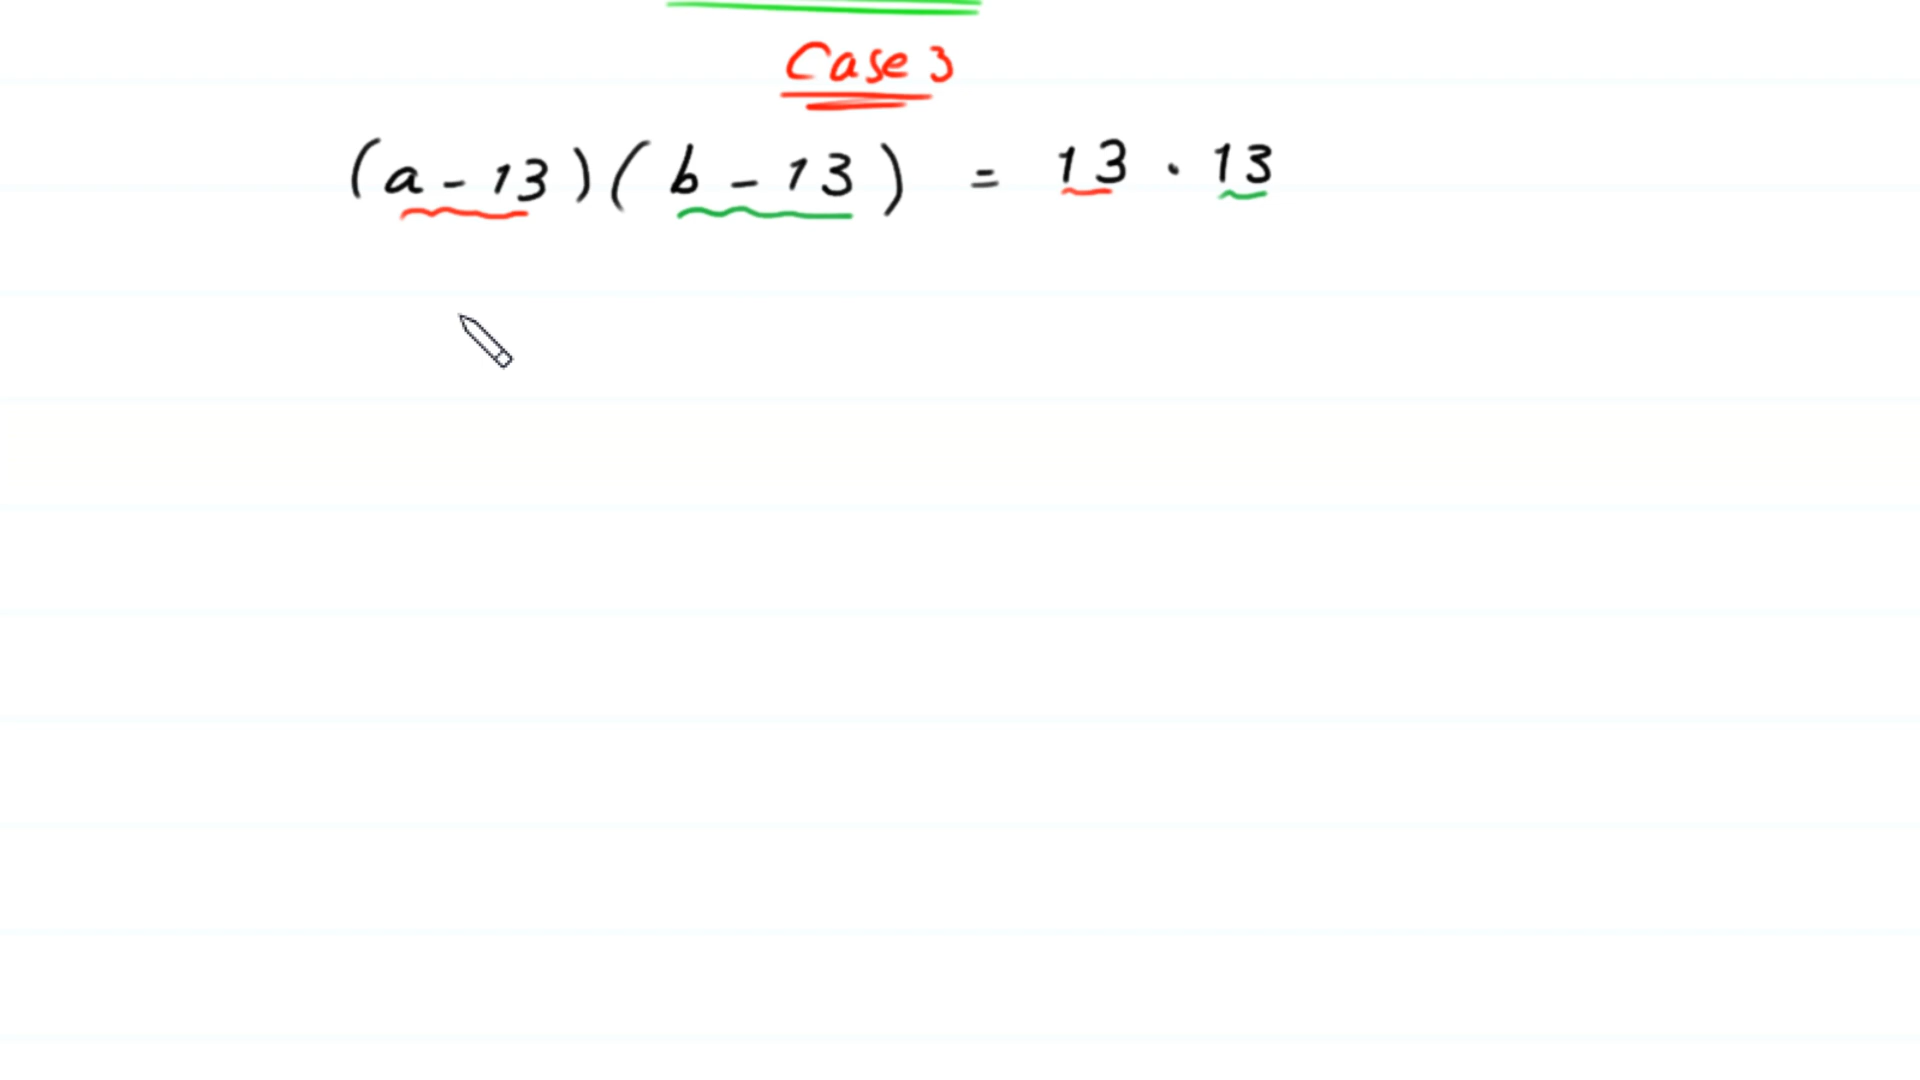 Case 3
(a - 13)(b - 13) = 13 · 13